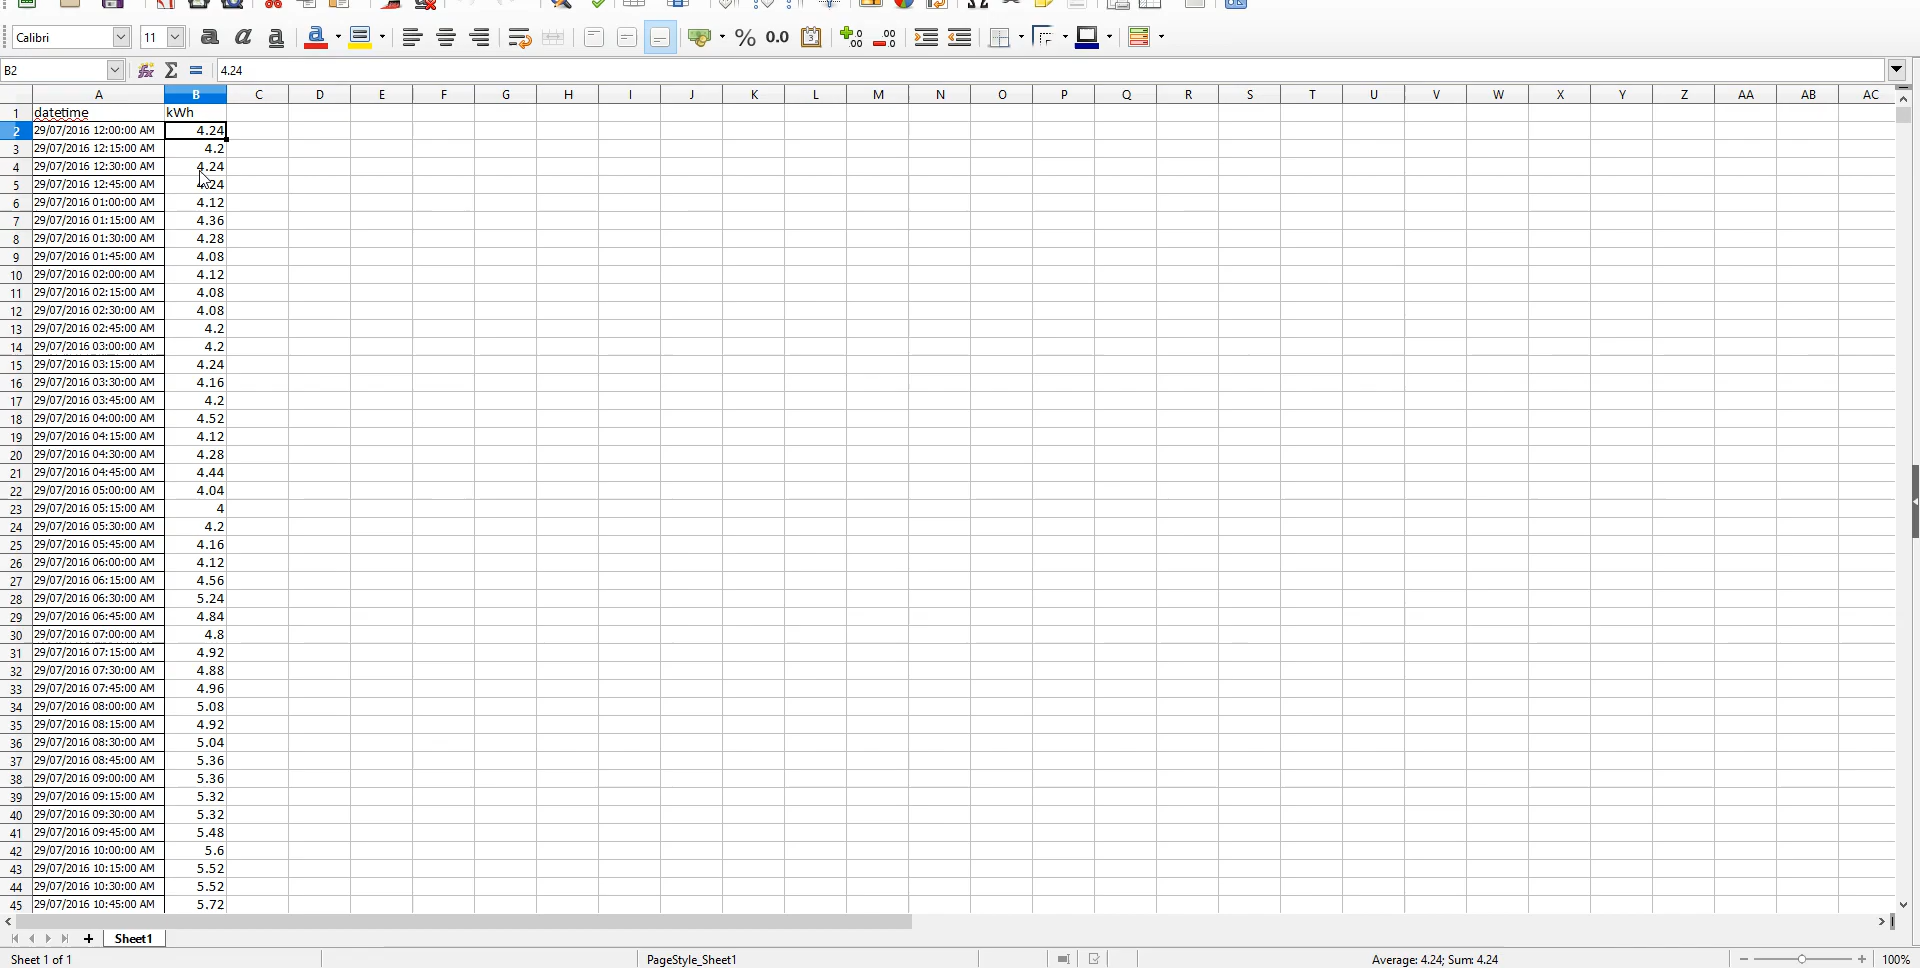 Calibri 11 % 0.0
B2 4.24
A B C D E F G H I J K L M N O P Q R S T U V W X Y Z AA AB AC
1 datetime kWh
2 29/07/2016 12:00:00 AM 4.24
3 29/07/2016 12:15:00 AM 4.2
4 29/07/2016 12:30:00 AM 4.24
5 29/07/2016 12:45:00 AM 4.24
6 29/07/2016 01:00:00 AM 4.12
7 29/07/2016 01:15:00 AM 4.36
8 29/07/2016 01:30:00 AM 4.28
9 29/07/2016 01:45:00 AM 4.08
10 29/07/2016 02:00:00 AM 4.12
11 29/07/2016 02:15:00 AM 4.08
12 29/07/2016 02:30:00 AM 4.08
13 29/07/2016 02:45:00 AM 4.2
14 29/07/2016 03:00:00 AM 4.2
15 29/07/2016 03:15:00 AM 4.24
16 29/07/2016 03:30:00 AM 4.16
17 29/07/2016 03:45:00 AM 4.2
18 29/07/2016 04:00:00 AM 4.52
19 29/07/2016 04:15:00 AM 4.12
20 29/07/2016 04:30:00 AM 4.28
21 29/07/2016 04:45:00 AM 4.44
22 29/07/2016 05:00:00 AM 4.04
23 29/07/2016 05:15:00 AM 4
24 29/07/2016 05:30:00 AM 4.2
25 29/07/2016 05:45:00 AM 4.16
26 29/07/2016 06:00:00 AM 4.12
27 29/07/2016 06:15:00 AM 4.56
28 29/07/2016 06:30:00 AM 5.24
29 29/07/2016 06:45:00 AM 4.84
30 29/07/2016 07:00:00 AM 4.8
31 29/07/2016 07:15:00 AM 4.92
32 29/07/2016 07:30:00 AM 4.88
33 29/07/2016 07:45:00 AM 4.96
34 29/07/2016 08:00:00 AM 5.08
35 29/07/2016 08:15:00 AM 4.92
36 29/07/2016 08:30:00 AM 5.04
37 29/07/2016 08:45:00 AM 5.36
38 29/07/2016 09:00:00 AM 5.36
39 29/07/2016 09:15:00 AM 5.32
40 29/07/2016 09:30:00 AM 5.32
41 29/07/2016 09:45:00 AM 5.48
42 29/07/2016 10:00:00 AM 5.6
43 29/07/2016 10:15:00 AM 5.52
44 29/07/2016 10:30:00 AM 5.52
45 29/07/2016 10:45:00 AM 5.72
Sheet1
Sheet 1 of 1 PageStyle_Sheet1 Average: 4.24; Sum: 4.24 100%